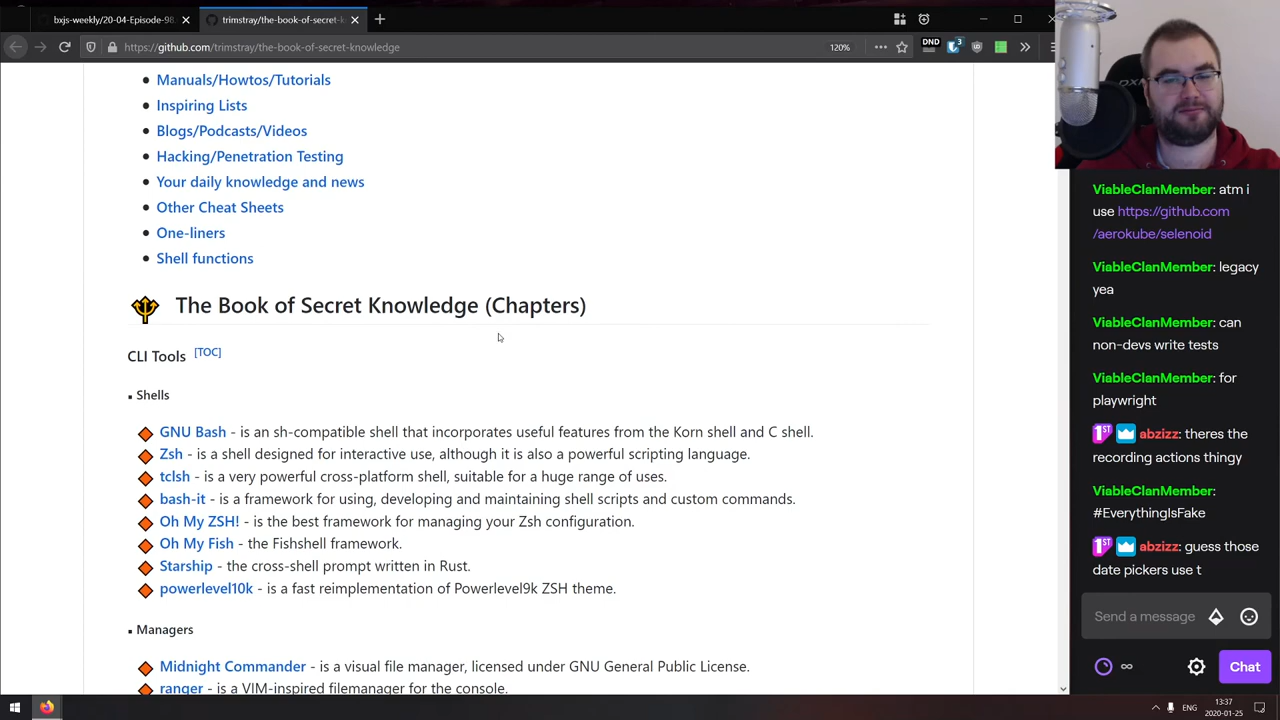 bxjs-weekly/20-04-Episode-98.
trimstray/the-book-of-secret-k
https://github.com/trimstray/the-book-of-secret-knowledge
120%
DND
3
Manuals/Howtos/Tutorials
Inspiring Lists
Blogs/Podcasts/Videos
Hacking/Penetration Testing
Your daily knowledge and news
Other Cheat Sheets
One-liners
Shell functions
The Book of Secret Knowledge (Chapters)
CLI Tools [TOC]
Shells
GNU Bash - is an sh-compatible shell that incorporates useful features from the Korn shell and C shell.
Zsh - is a shell designed for interactive use, although it is also a powerful scripting language.
tclsh - is a very powerful cross-platform shell, suitable for a huge range of uses.
bash-it - is a framework for using, developing and maintaining shell scripts and custom commands.
Oh My ZSH! - is the best framework for managing your Zsh configuration.
Oh My Fish - the Fishshell framework.
Starship - the cross-shell prompt written in Rust.
powerlevel10k - is a fast reimplementation of Powerlevel9k ZSH theme.
Managers
Midnight Commander - is a visual file manager, licensed under GNU General Public License.
ranger - is a VIM-inspired filemanager for the console.
ViableClanMember: atm i
use https://github.com
/aerokube/selenoid
ViableClanMember: legacy
yea
ViableClanMember: can
non-devs write tests
ViableClanMember: for
playwright
1ST abzizz: theres the
recording actions thingy
ViableClanMember:
#EverythingIsFake
1ST abzizz: guess those
date pickers use t
Send a message
∞
Chat
ENG
13:37
2020-01-25